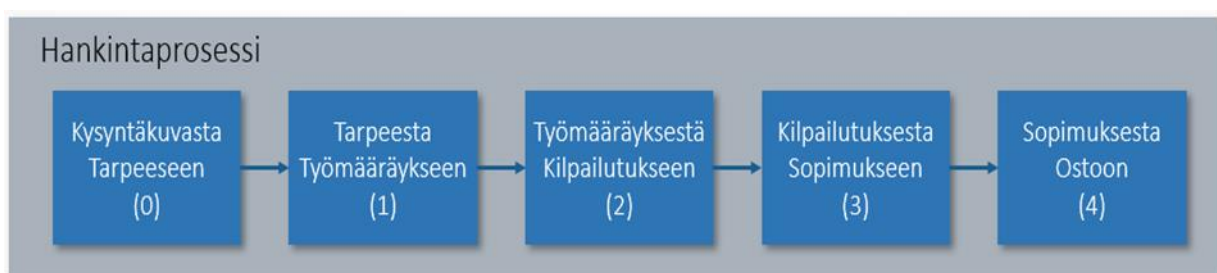 Hankintaprosessi
Kysyntäkuvasta
Tarpeeseen
(0)
Tarpeesta
Työmääräykseen
(1)
Työmääräyksestä
Kilpailutukseen
(2)
Kilpailutuksesta
Sopimukseen
(3)
Sopimuksesta
Ostoon
(4)